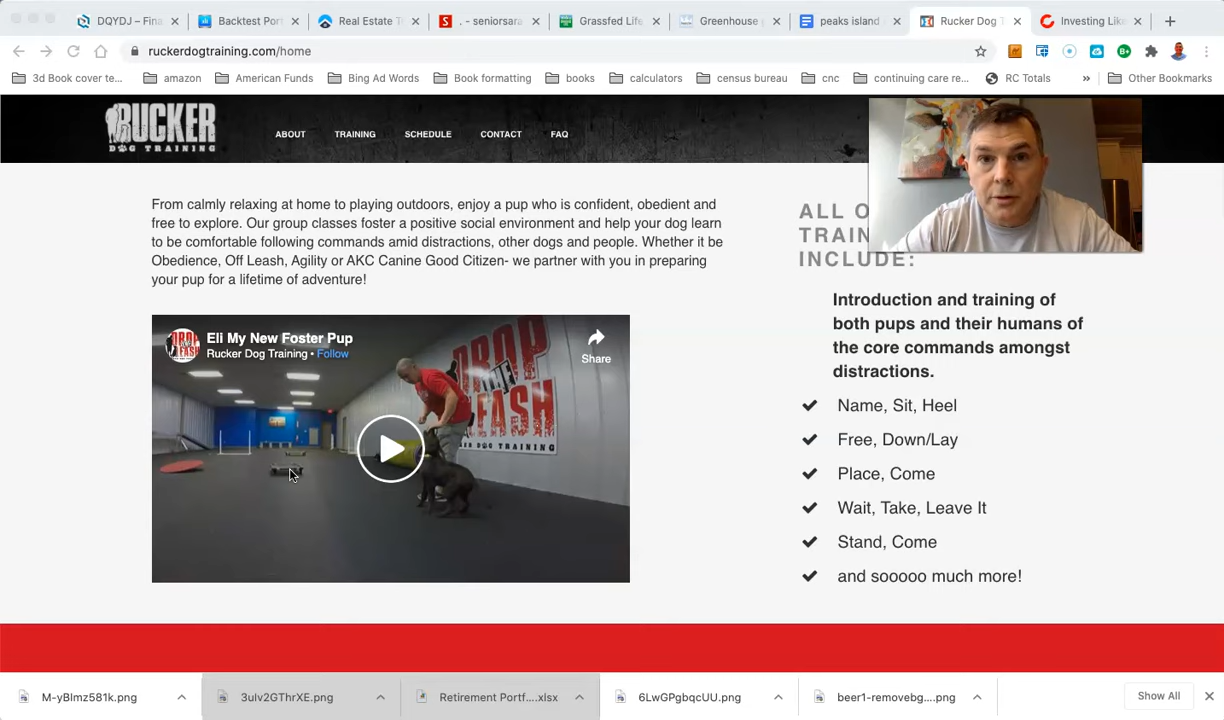 DQYDJ – Fina
Backtest Port
Real Estate T
. - seniorsara
Grassfed Life
Greenhouse g
peaks island
Rucker Dog T
Investing Lik
ruckerdogtraining.com/home
3d Book cover te...
amazon
American Funds
Bing Ad Words
Book formatting
books
calculators
census bureau
cnc
continuing care re...
RC Totals
»
Other Bookmarks
RUCKER
DOG TRAINING
ABOUT
TRAINING
SCHEDULE
CONTACT
FAQ
From calmly relaxing at home to playing outdoors, enjoy a pup who is confident, obedient and
free to explore. Our group classes foster a positive social environment and help your dog learn
to be comfortable following commands amid distractions, other dogs and people. Whether it be
Obedience, Off Leash, Agility or AKC Canine Good Citizen- we partner with you in preparing
your pup for a lifetime of adventure!
Eli My New Foster Pup
Rucker Dog Training • Follow
Share
DROP
THE
LEASH
RUCKER DOG TRAINING
ALL O
TRAIN
INCLUDE:
Introduction and training of
both pups and their humans of
the core commands amongst
distractions.
Name, Sit, Heel
Free, Down/Lay
Place, Come
Wait, Take, Leave It
Stand, Come
and sooooo much more!
M-yBImz581k.png
3ulv2GThrXE.png
Retirement Portf....xlsx
6LwGPgbqcUU.png
beer1-removebg....png
Show All